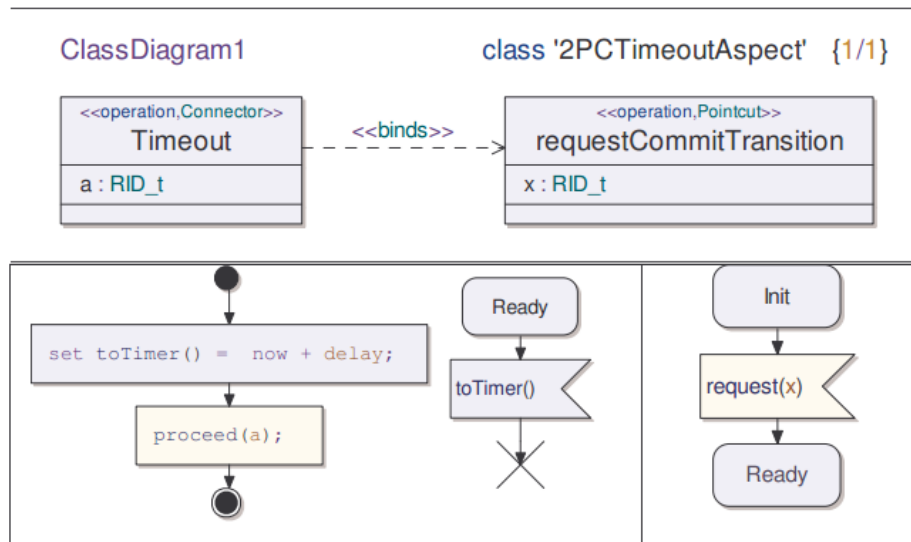 ClassDiagram1
class '2PCTimeoutAspect' {1/1}
<<operation,Connector>>
Timeout
a : RID_t
<<binds>>
<<operation,Pointcut>>
requestCommitTransition
x : RID_t
set toTimer() = now + delay;
proceed(a);
Ready
toTimer()
Init
request(x)
Ready